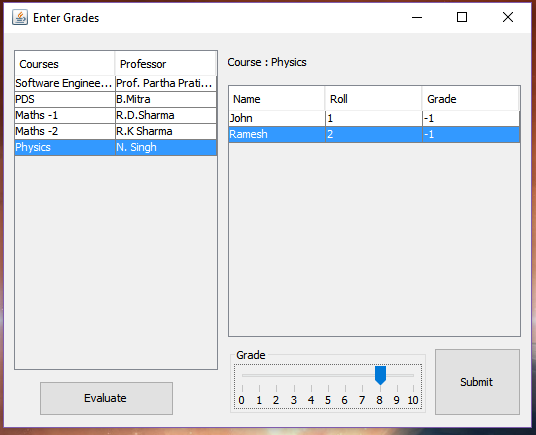 Enter Grades
Courses Professor
Software Enginee... Prof. Partha Prati...
PDS B.Mitra
Maths -1 R.D.Sharma
Maths -2 R.K Sharma
Physics N. Singh
Evaluate
Course : Physics
Name Roll Grade
John 1 -1
Ramesh 2 -1
Grade
0 1 2 3 4 5 6 7 8 9 10
Submit